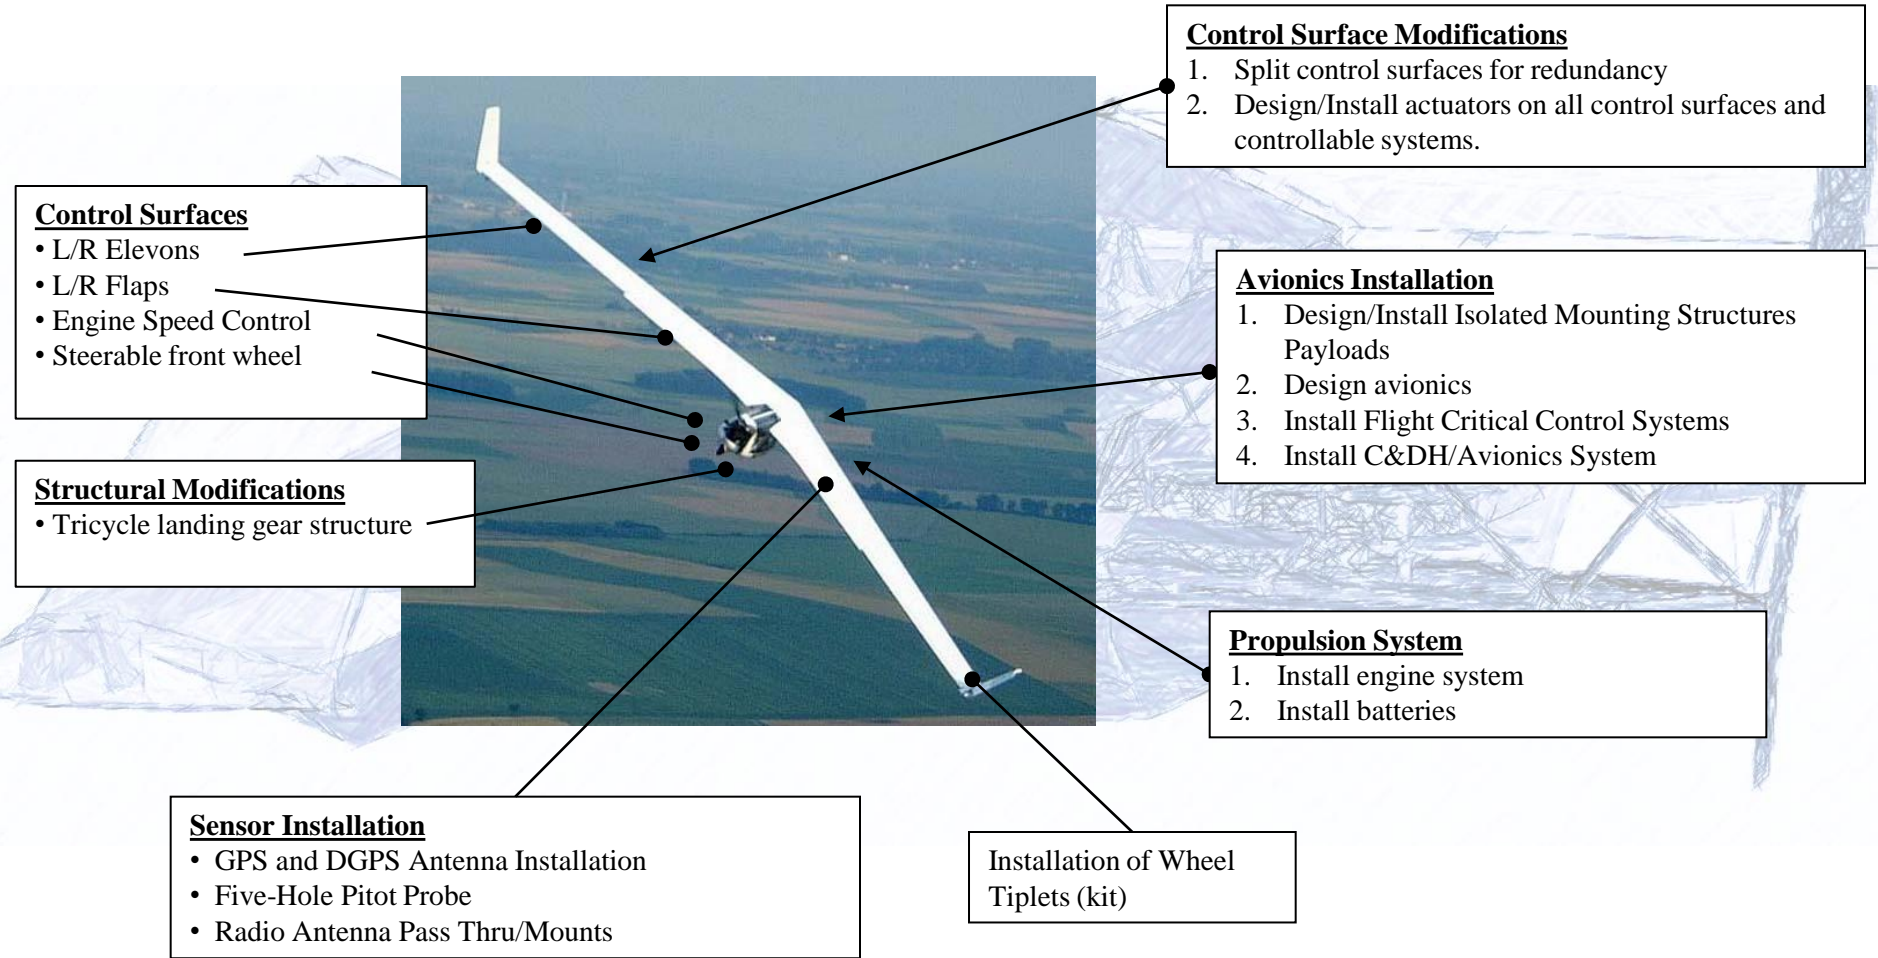 Control Surface Modifications
1. Split control surfaces for redundancy
2. Design/Install actuators on all control surfaces and
controllable systems.
Control Surfaces
• L/R Elevons
• L/R Flaps
• Engine Speed Control
• Steerable front wheel
Avionics Installation
1. Design/Install Isolated Mounting Structures
Payloads
2. Design avionics
3. Install Flight Critical Control Systems
4. Install C&DH/Avionics System
Structural Modifications
• Tricycle landing gear structure
Propulsion System
1. Install engine system
2. Install batteries
Sensor Installation
• GPS and DGPS Antenna Installation
• Five-Hole Pitot Probe
• Radio Antenna Pass Thru/Mounts
Installation of Wheel
Tiplets (kit)